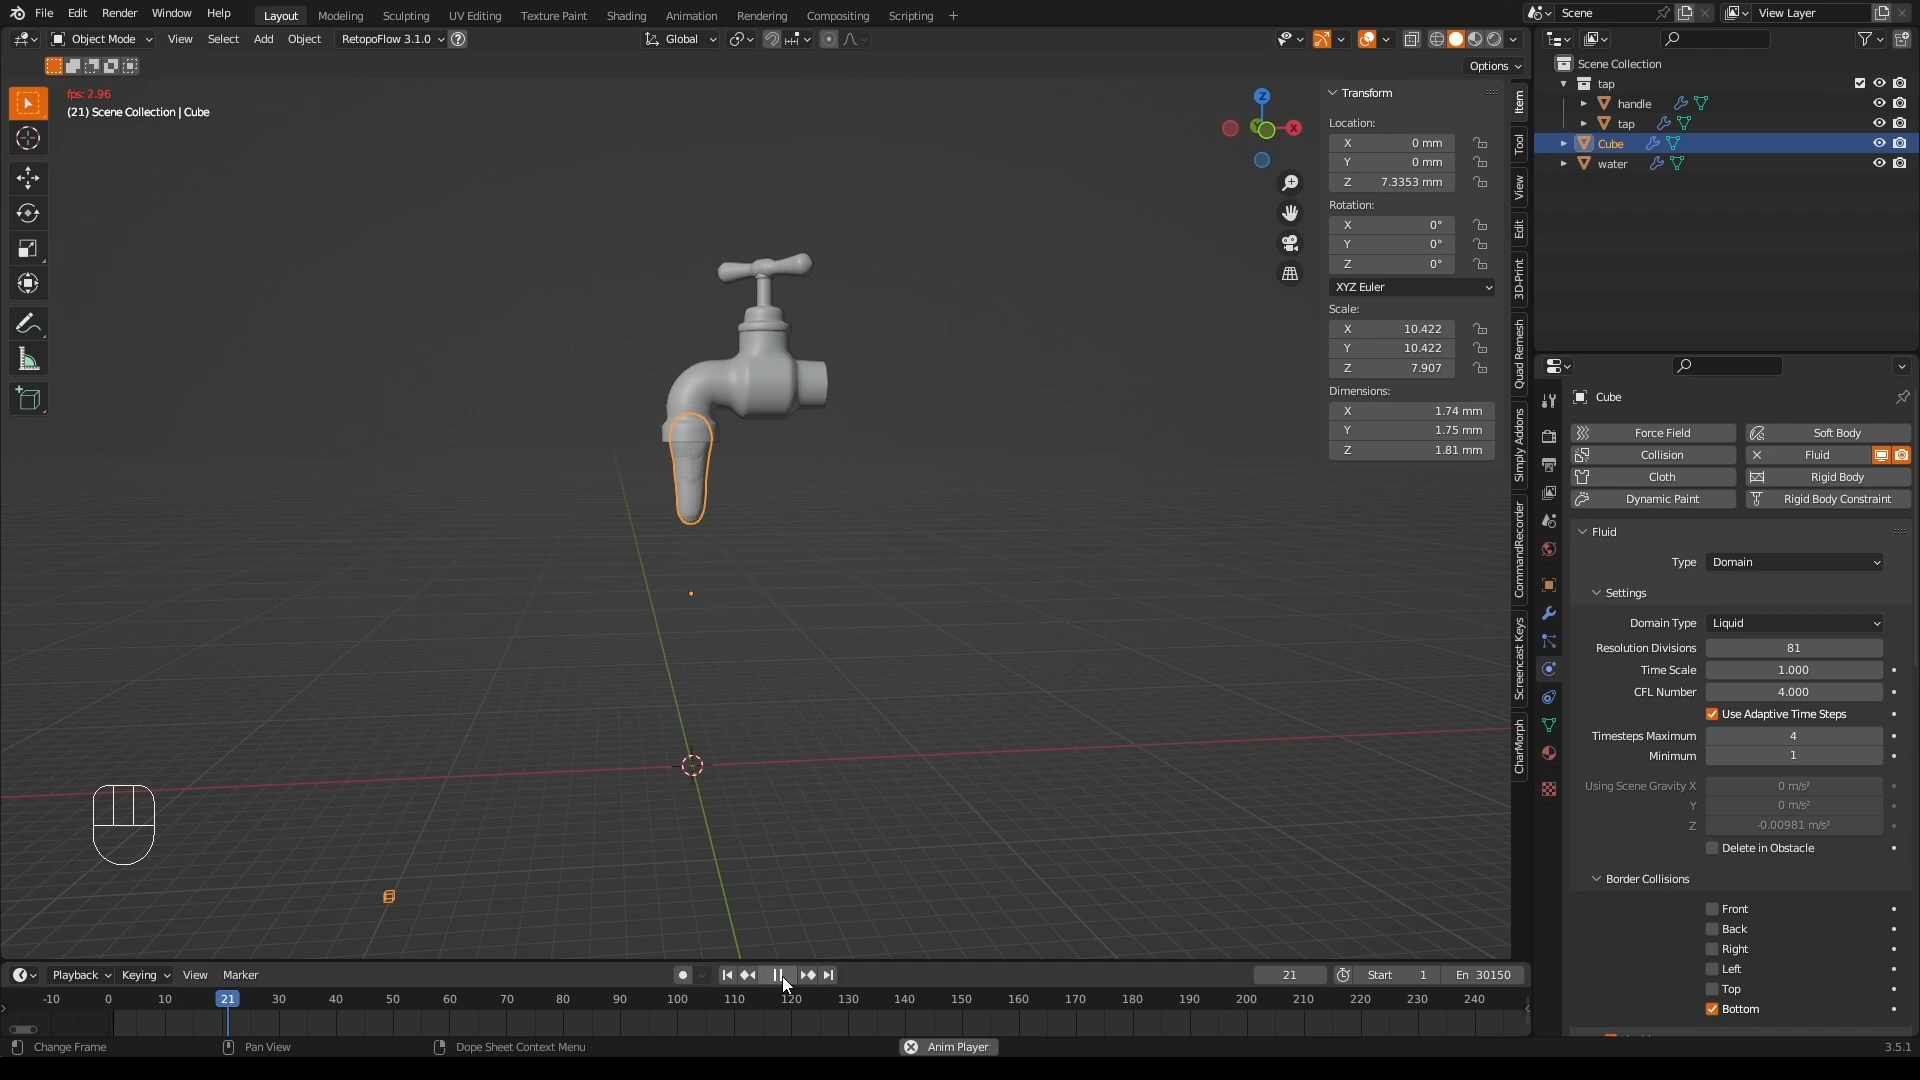 File Edit Render Window Help Layout Modeling Sculpting UV Editing Texture Paint Shading Animation Rendering Compositing Scripting + Scene View Layer
Object Mode View Select Add Object RetopoFlow 3.1.0 ? Global
Options
fps: 2.96
(21) Scene Collection | Cube
Z
X
Y
Transform
Location:
X 0 mm
Y 0 mm
Z 7.3353 mm
Rotation:
X 0°
Y 0°
Z 0°
XYZ Euler
Scale:
X 10.422
Y 10.422
Z 7.907
Dimensions:
X 1.74 mm
Y 1.75 mm
Z 1.81 mm
Item
Tool
View
Edit
3D-Print
Quad Remesh
Simply Addons
CommandRecorder
Screencast Keys
CharMorph
Scene Collection
tap
handle
tap
Cube
water
Cube
Force Field Soft Body
Collision Fluid
Cloth Rigid Body
Dynamic Paint Rigid Body Constraint
Fluid
Type Domain
Settings
Domain Type Liquid
Resolution Divisions 81
Time Scale 1.000
CFL Number 4.000
Use Adaptive Time Steps
Timesteps Maximum 4
Minimum 1
Using Scene Gravity X 0 m/s²
Y 0 m/s²
Z -0.00981 m/s²
Delete in Obstacle
Border Collisions
Front
Back
Right
Left
Top
Bottom
Playback Keying View Marker 21 Start 1 En 30150
-10 0 10 21 30 40 50 60 70 80 90 100 110 120 130 140 150 160 170 180 190 200 210 220 230 240
Change Frame Pan View Dope Sheet Context Menu Anim Player 3.5.1